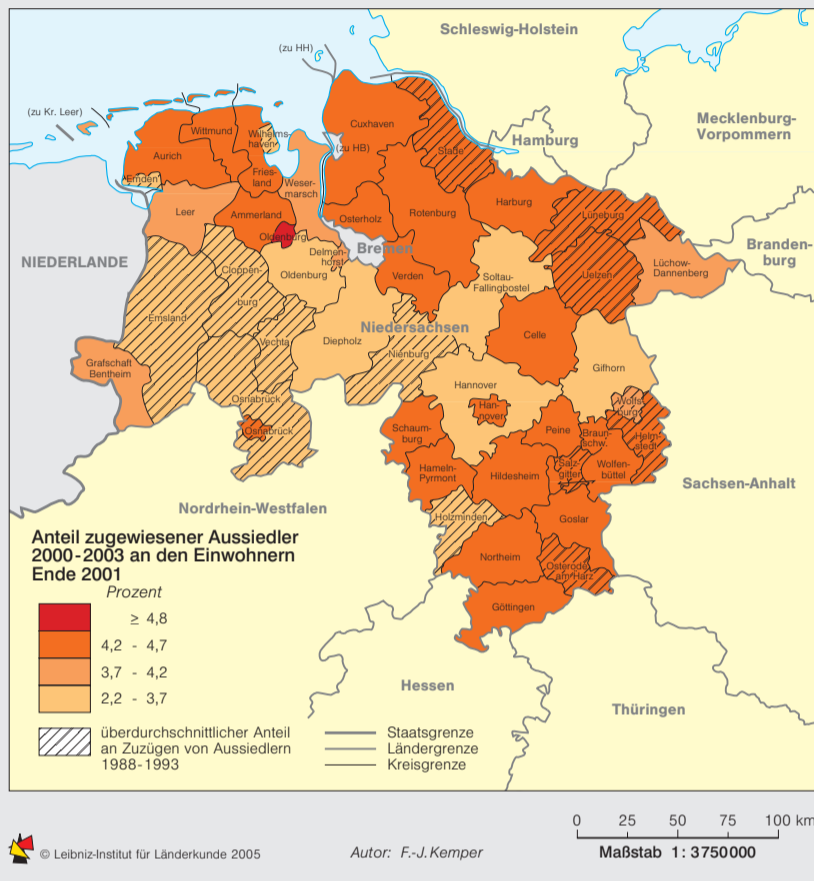 Schleswig-Holstein
(zu HH)
Mecklenburg-
Vorpommern
(zu Kr. Leer)
Cuxhaven
Wittmund
Wilhelms-
haven
Hamburg
Aurich
(zu HB)
Stade
Emden
Fries-
land
Weser-
marsch
Leer
Ammerland
Osterholz
Rotenburg
Harburg
Lüneburg
Oldenburg
Bremen
Branden-
burg
NIEDERLANDE
Delmen-
horst
Cloppen-
burg
Oldenburg
Verden
Soltau-
Fallingbostel
Uelzen
Lüchow-
Dannenberg
Emsland
Niedersachsen
Vechta
Diepholz
Nienburg
Celle
Grafschaft
Bentheim
Gifhorn
Hannover
Osnabrück
Han-
nover
Wolfs-
burg
Osnabrück
Schaum-
burg
Peine
Braun-
schw.
Helm-
stedt
Hameln-
Pyrmont
Hildesheim
Salz-
gitter
Wolfen-
büttel
Sachsen-Anhalt
Nordrhein-Westfalen
Holzminden
Goslar
Northeim
Osterode
am Harz
Göttingen
Hessen
Thüringen
Anteil zugewiesener Aussiedler
2000-2003 an den Einwohnern
Ende 2001
Prozent
≥ 4,8
4,2 - 4,7
3,7 - 4,2
2,2 - 3,7
überdurchschnittlicher Anteil
an Zuzügen von Aussiedlern
1988-1993
Staatsgrenze
Ländergrenze
Kreisgrenze
0 25 50 75 100 km
© Leibniz-Institut für Länderkunde 2005
Autor: F.-J. Kemper
Maßstab 1: 3750000